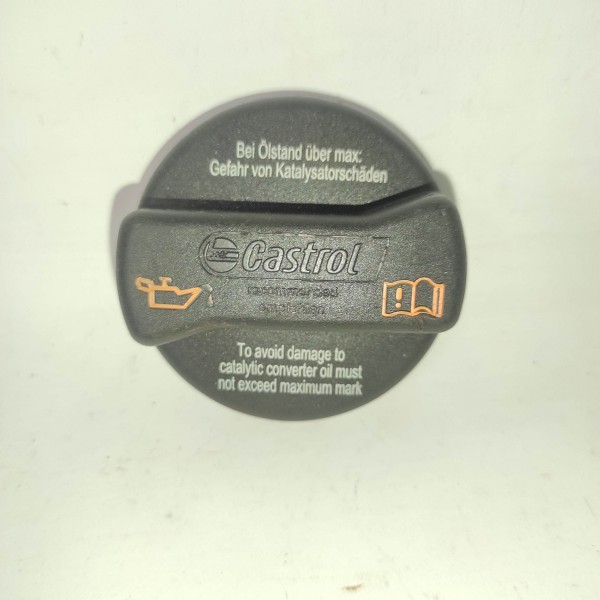 Bei Ölstand über max:
Gefahr von Katalysatorschäden
Castrol
recommended
To avoid damage to
catalytic converter oil must
not exceed maximum mark